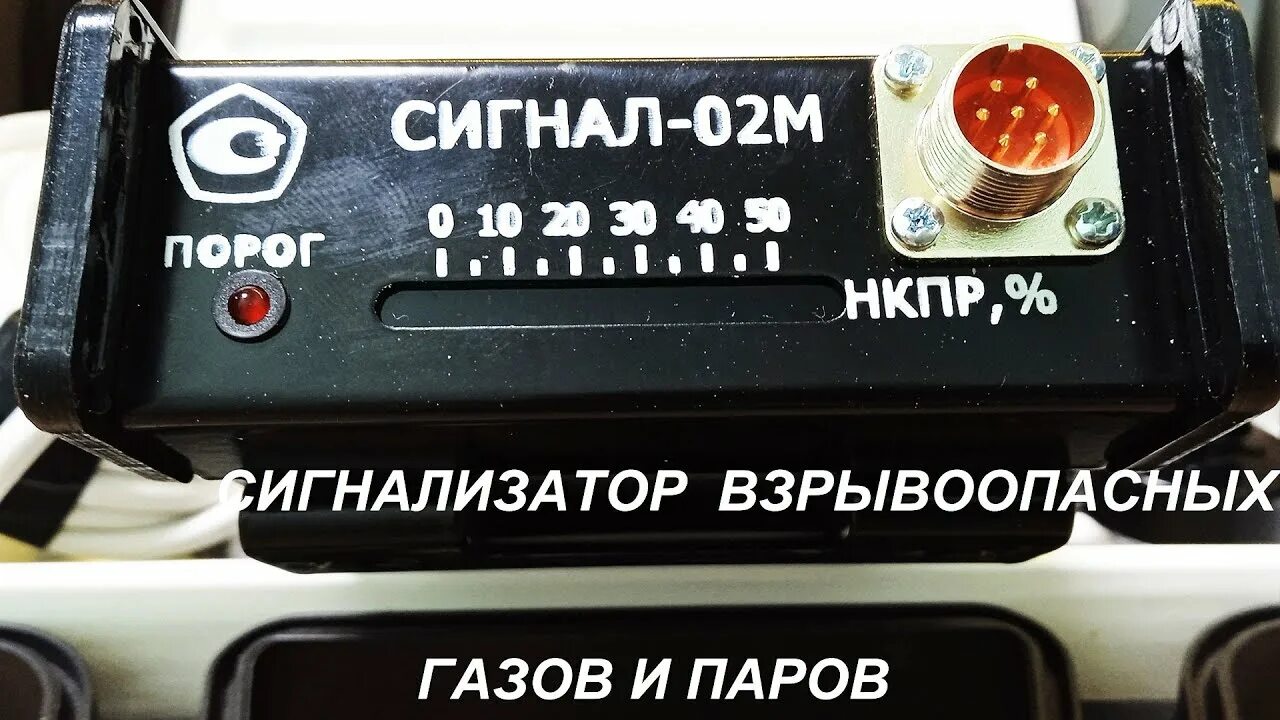 СИГНАЛ-02М
0 10 20 30 40 50
ПОРОГ
НКПР,%
СИГНАЛИЗАТОР ВЗРЫВООПАСНЫХ
ГАЗОВ И ПАРОВ